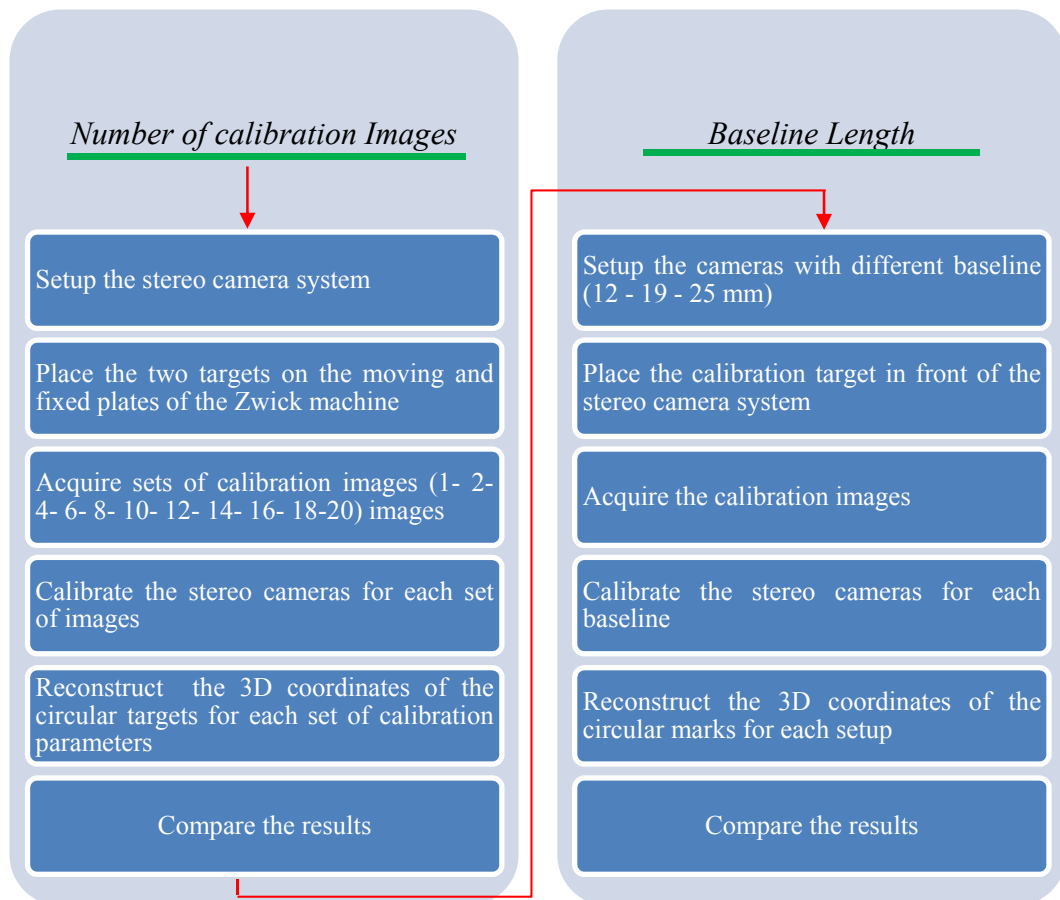 Number of calibration Images
Setup the stereo camera system
Place the two targets on the moving and
fixed plates of the Zwick machine
Acquire sets of calibration images (1- 2-
4- 6- 8- 10- 12- 14- 16- 18-20) images
Calibrate the stereo cameras for each set
of images
Reconstruct the 3D coordinates of the
circular targets for each set of calibration
parameters
Compare the results
Baseline Length
Setup the cameras with different baseline
(12 - 19 - 25 mm)
Place the calibration target in front of the
stereo camera system
Acquire the calibration images
Calibrate the stereo cameras for each
baseline
Reconstruct the 3D coordinates of the
circular marks for each setup
Compare the results